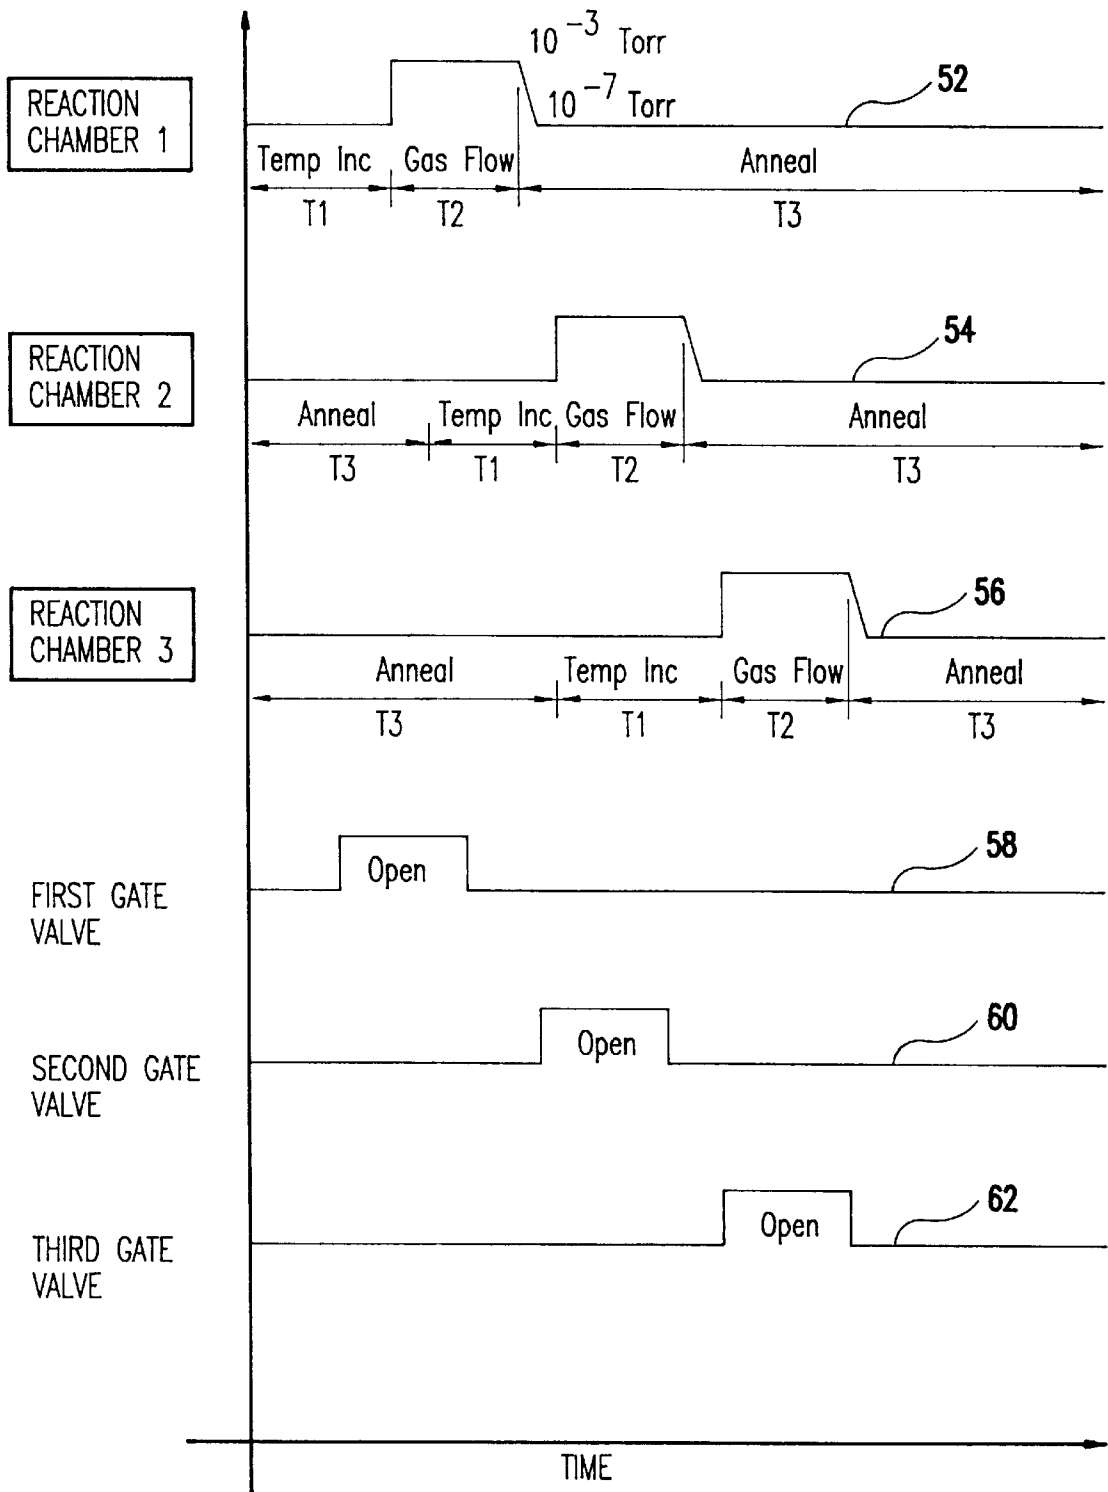 10⁻³ Torr
10⁻⁷ Torr
52
REACTION
CHAMBER 1
Temp Inc
Gas Flow
Anneal
T1
T2
T3
54
REACTION
CHAMBER 2
Anneal
Temp Inc
Gas Flow
Anneal
T3
T1
T2
T3
56
REACTION
CHAMBER 3
Anneal
Temp Inc
Gas Flow
Anneal
T3
T1
T2
T3
58
Open
FIRST GATE
VALVE
60
Open
SECOND GATE
VALVE
62
Open
THIRD GATE
VALVE
TIME